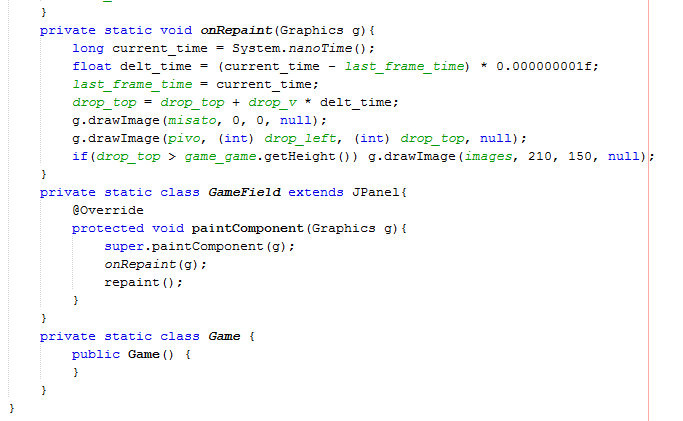 }
private static void onRepaint(Graphics g){
long current_time = System.nanoTime();
float delt_time = (current_time - last_frame_time) * 0.000000001f;
last_frame_time = current_time;
drop_top = drop_top + drop_v * delt_time;
g.drawImage(misato, 0, 0, null);
g.drawImage(pivo, (int) drop_left, (int) drop_top, null);
if(drop_top > game_game.getHeight()) g.drawImage(images, 210, 150, null);
}
private static class GameField extends JPanel{
@Override
protected void paintComponent(Graphics g){
super.paintComponent(g);
onRepaint(g);
repaint();
}
}
private static class Game {
public Game() {
}
}
}